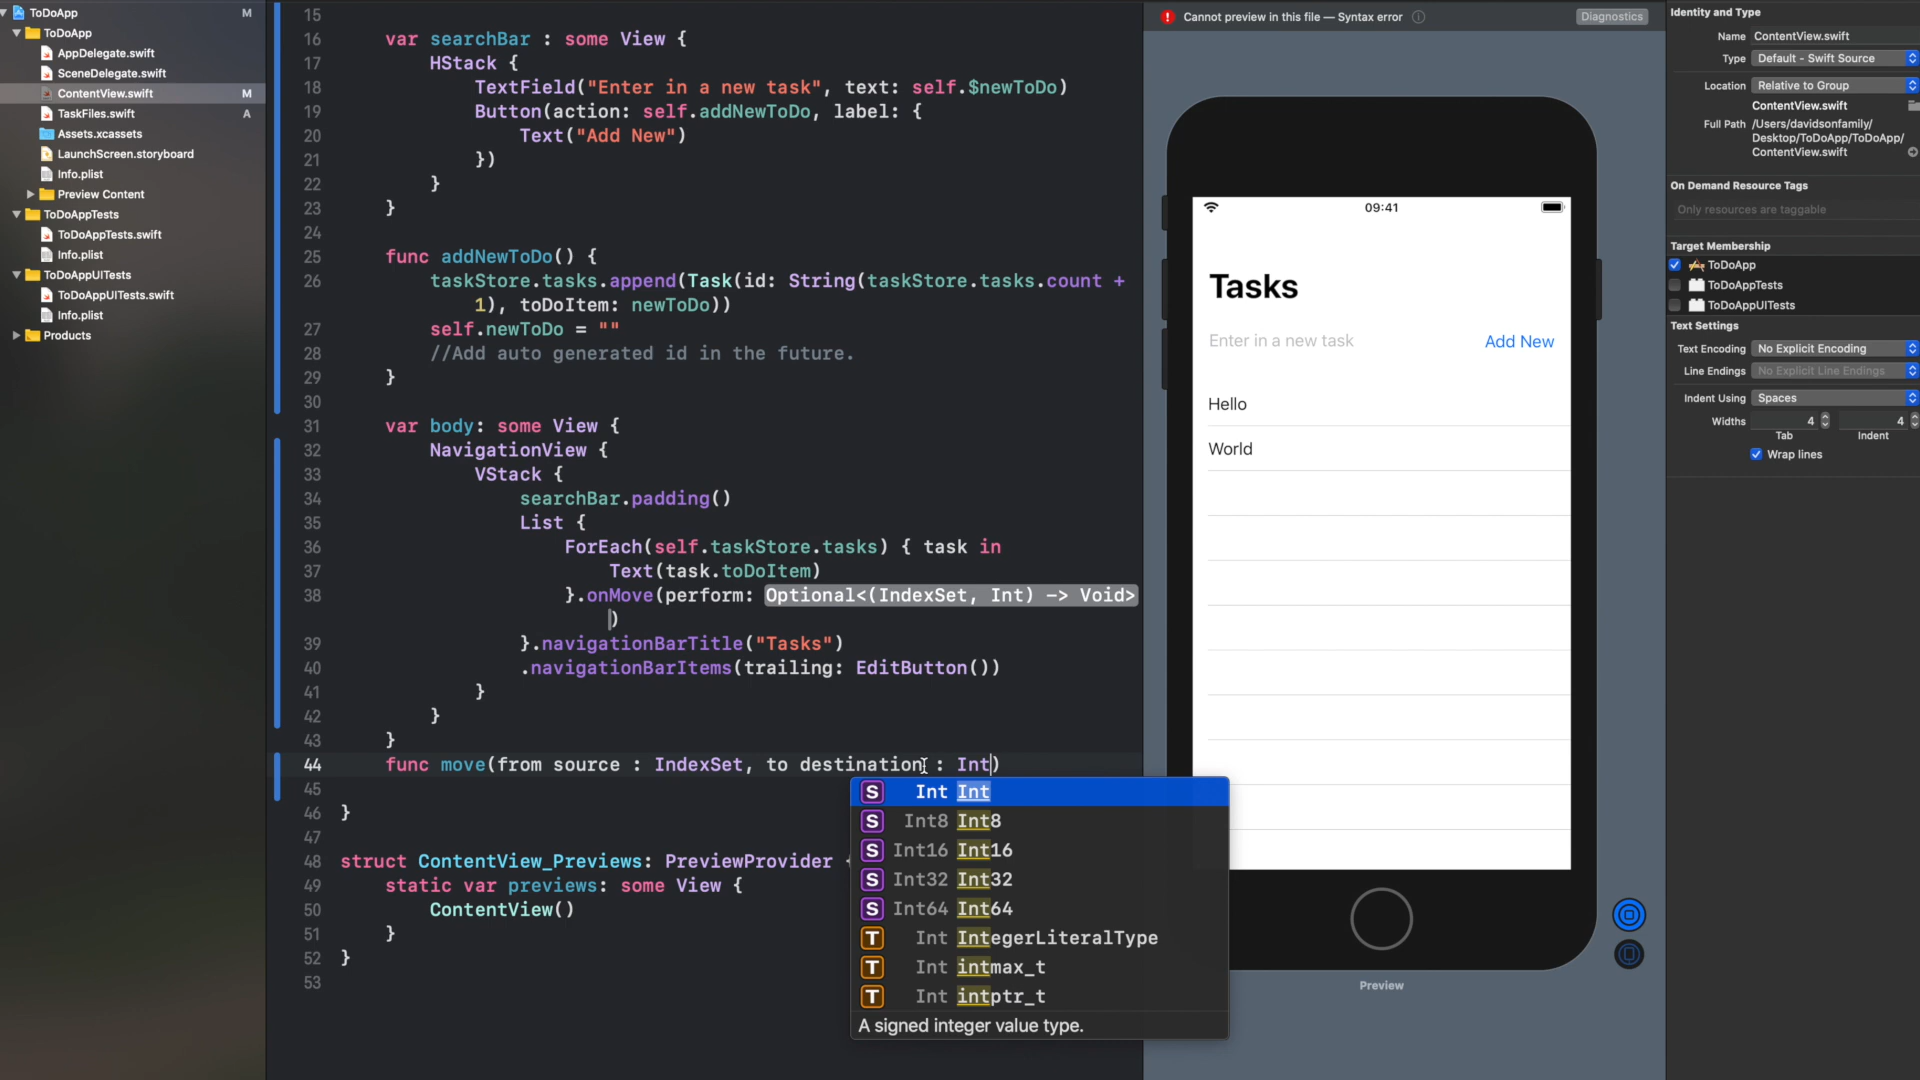 ToDoApp M
ToDoApp
AppDelegate.swift
SceneDelegate.swift
ContentView.swift M
TaskFiles.swift A
Assets.xcassets
LaunchScreen.storyboard
Info.plist
Preview Content
ToDoAppTests
ToDoAppTests.swift
Info.plist
ToDoAppUITests
ToDoAppUITests.swift
Info.plist
Products
15
16 var searchBar : some View {
17 HStack {
18 TextField("Enter in a new task", text: self.$newToDo)
19 Button(action: self.addNewToDo, label: {
20 Text("Add New")
21 })
22 }
23 }
24
25 func addNewToDo() {
26 taskStore.tasks.append(Task(id: String(taskStore.tasks.count +
1), toDoItem: newToDo))
27 self.newToDo = ""
28 //Add auto generated id in the future.
29 }
30
31 var body: some View {
32 NavigationView {
33 VStack {
34 searchBar.padding()
35 List {
36 ForEach(self.taskStore.tasks) { task in
37 Text(task.toDoItem)
38 }.onMove(perform: Optional<(IndexSet, Int) -> Void>
)
39 }.navigationBarTitle("Tasks")
40 .navigationBarItems(trailing: EditButton())
41 }
42 }
43 }
44 func move(from source : IndexSet, to destination : Int)
45
46 }
47
48 struct ContentView_Previews: PreviewProvider {
49 static var previews: some View {
50 ContentView()
51 }
52 }
53
S Int Int
S Int8 Int8
S Int16 Int16
S Int32 Int32
S Int64 Int64
T Int IntegerLiteralType
T Int intmax_t
T Int intptr_t
A signed integer value type.
Cannot preview in this file — Syntax error
Diagnostics
09:41
Tasks
Enter in a new task Add New
Hello
World
Preview
Identity and Type
Name ContentView.swift
Type Default - Swift Source
Location Relative to Group
ContentView.swift
Full Path /Users/davidsonfamily/
Desktop/ToDoApp/ToDoApp/
ContentView.swift
On Demand Resource Tags
Only resources are taggable
Target Membership
ToDoApp
ToDoAppTests
ToDoAppUITests
Text Settings
Text Encoding No Explicit Encoding
Line Endings No Explicit Line Endings
Indent Using Spaces
Widths 4 4
Tab Indent
Wrap lines